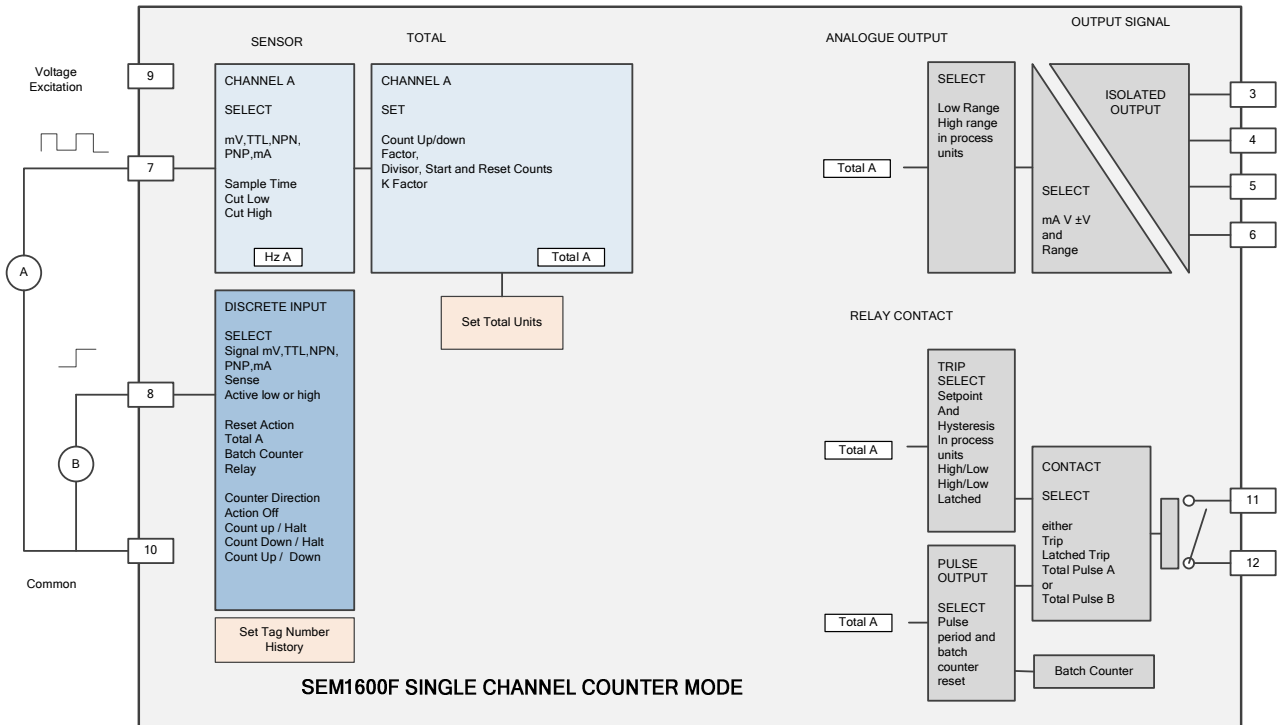 OUTPUT SIGNAL
SENSOR
TOTAL
ANALOGUE OUTPUT
Voltage
Excitation
9
7
A
8
B
10
Common
CHANNEL A
SELECT
mV,TTL,NPN,
PNP,mA
Sample Time
Cut Low
Cut High
Hz A
CHANNEL A
SET
Count Up/down
Factor,
Divisor, Start and Reset Counts
K Factor
Total A
Set Total Units
DISCRETE INPUT
SELECT
Signal mV,TTL,NPN,
PNP,mA
Sense
Active low or high
Reset Action
Total A
Batch Counter
Relay
Counter Direction
Action Off
Count up / Halt
Count Down / Halt
Count Up / Down
Set Tag Number
History
Total A
SELECT
Low Range
High range
in process
units
SELECT
mA V ±V
and
Range
ISOLATED
OUTPUT
3
4
5
6
RELAY CONTACT
Total A
TRIP
SELECT
Setpoint
And
Hysteresis
In process
units
High/Low
High/Low
Latched
CONTACT
SELECT
either
Trip
Latched Trip
Total Pulse A
or
Total Pulse B
11
12
Total A
PULSE
OUTPUT
SELECT
Pulse
period and
batch
counter
reset
Batch Counter
SEM1600F SINGLE CHANNEL COUNTER MODE